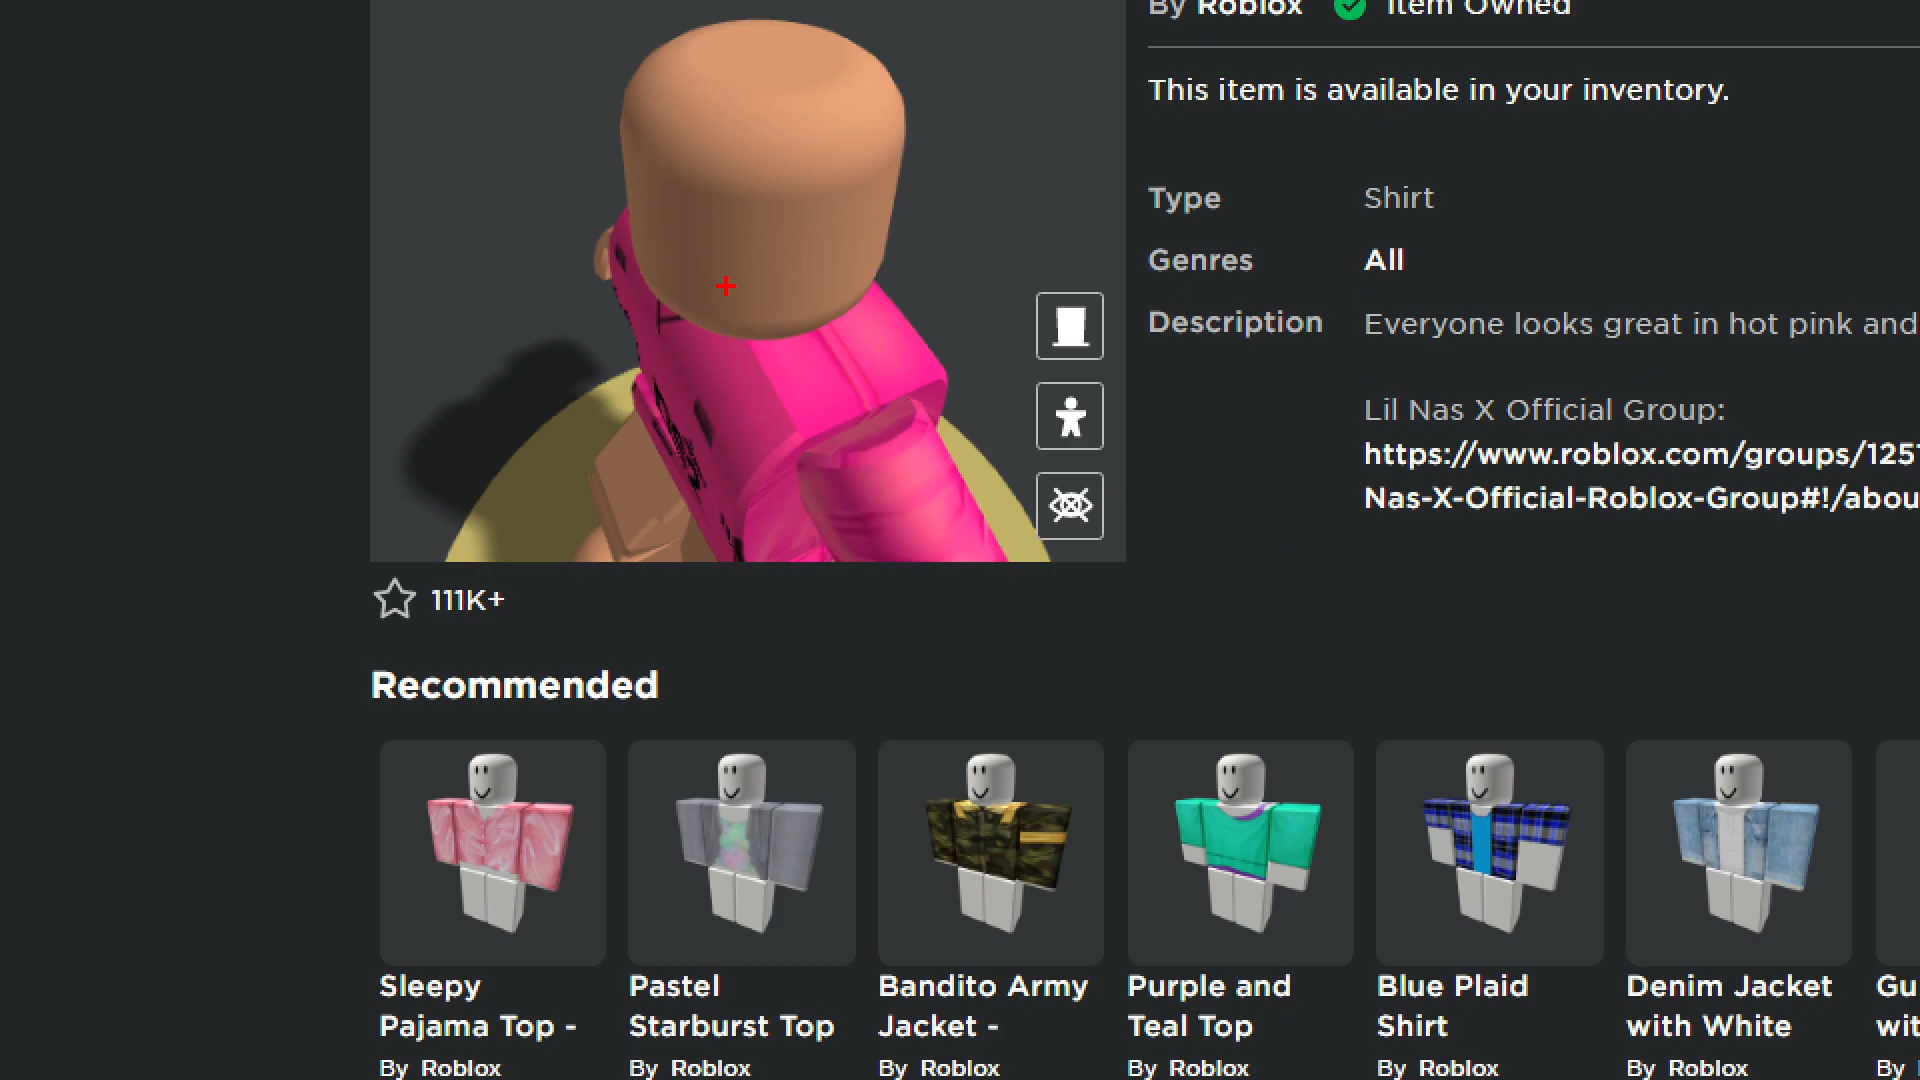 By Roblox Item Owned
This item is available in your inventory.
Type Shirt
Genres All
Description Everyone looks great in hot pink and
Lil Nas X Official Group:
https://www.roblox.com/groups/125
Nas-X-Official-Roblox-Group#!/abou
111K+
Recommended
Sleepy
Pajama Top -
By Roblox
Pastel
Starburst Top
By Roblox
Bandito Army
Jacket -
By Roblox
Purple and
Teal Top
By Roblox
Blue Plaid
Shirt
By Roblox
Denim Jacket
with White
By Roblox
Gu
wit
By